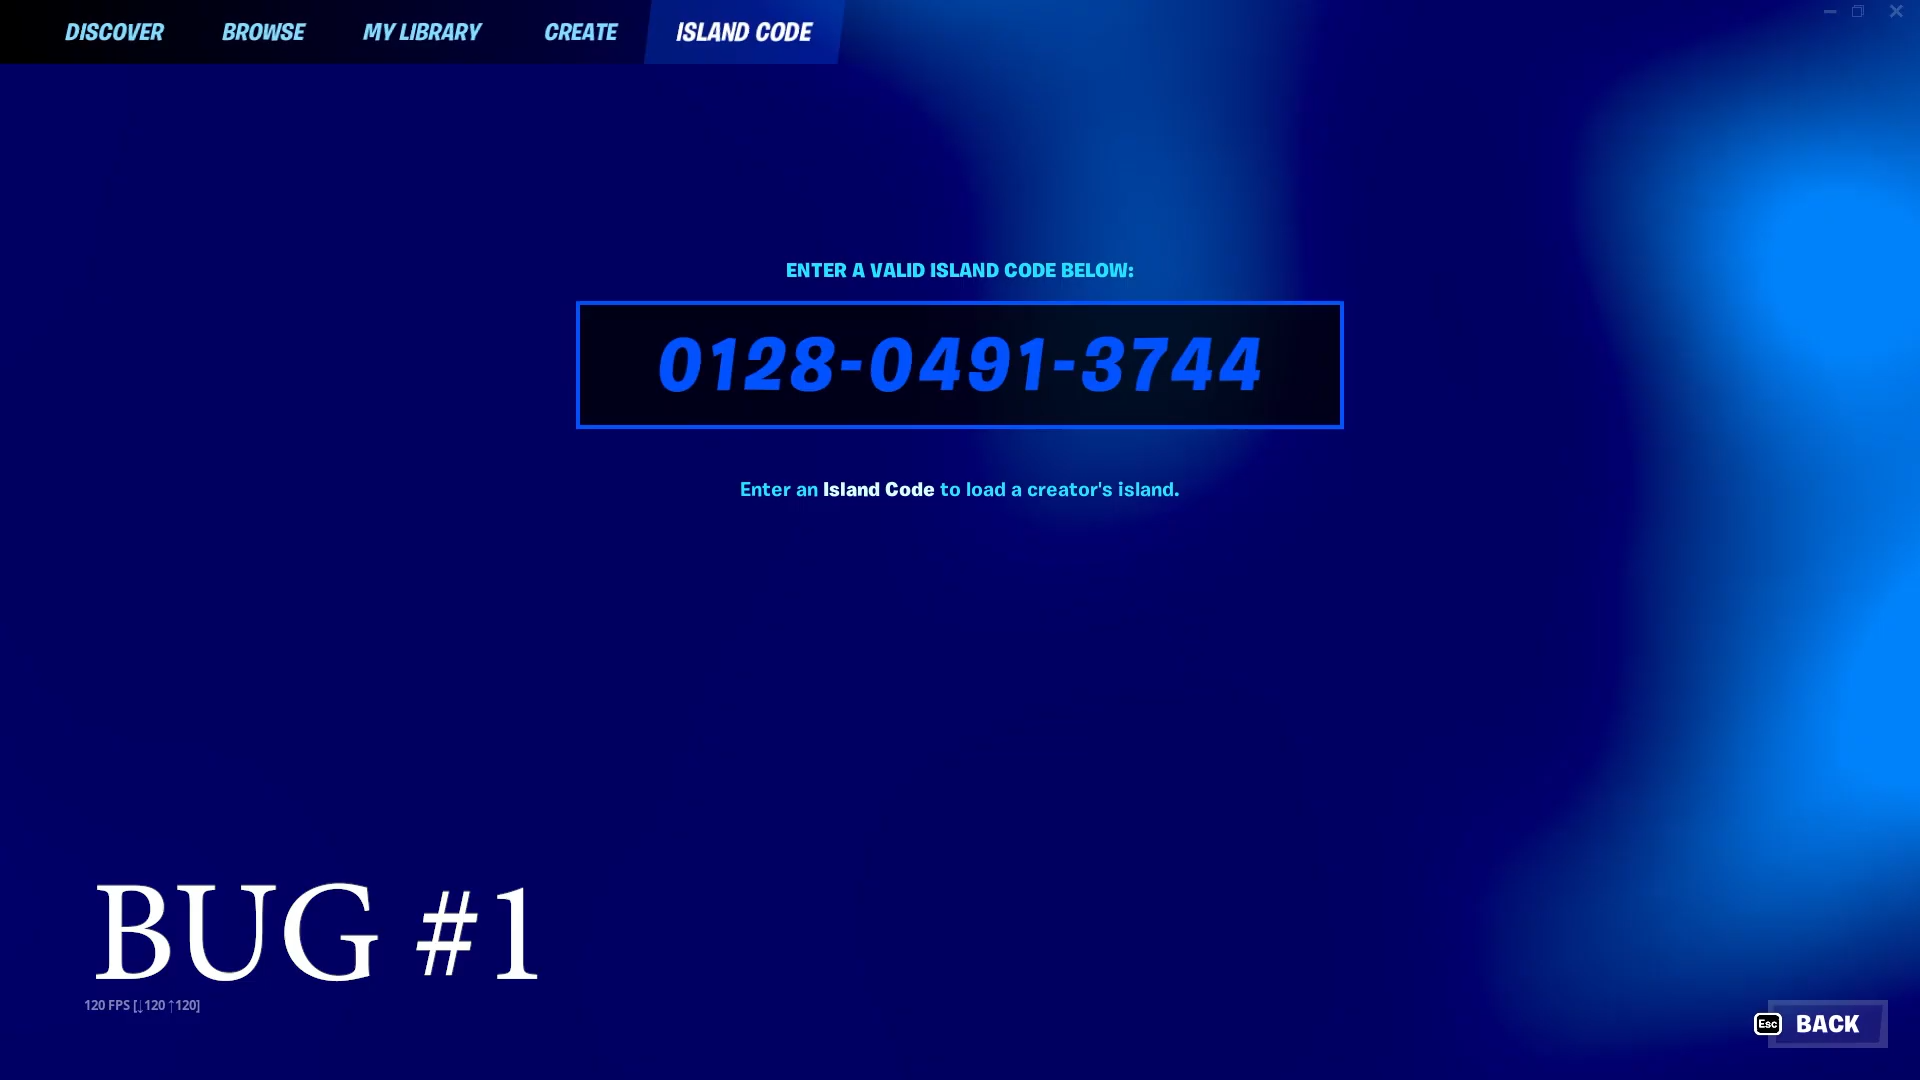 DISCOVER BROWSE MY LIBRARY CREATE ISLAND CODE
ENTER A VALID ISLAND CODE BELOW:
0128-0491-3744
Enter an Island Code to load a creator's island.
BUG #1
120 FPS [↓120 ↑120]
Esc BACK